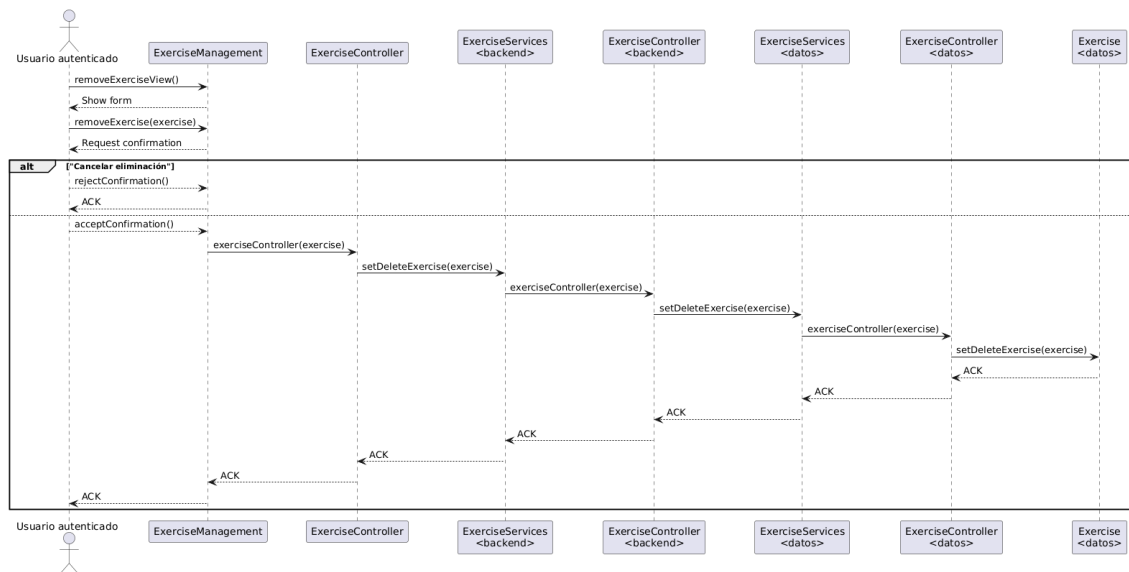 Usuario autenticado
ExerciseManagement
ExerciseController
ExerciseServices
<backend>
ExerciseController
<backend>
ExerciseServices
<datos>
ExerciseController
<datos>
Exercise
<datos>
removeExerciseView()
Show form
removeExercise(exercise)
Request confirmation
alt ["Cancelar eliminación"]
rejectConfirmation()
ACK
acceptConfirmation()
exerciseController(exercise)
setDeleteExercise(exercise)
exerciseController(exercise)
setDeleteExercise(exercise)
exerciseController(exercise)
setDeleteExercise(exercise)
ACK
ACK
ACK
ACK
ACK
ACK
ACK
Usuario autenticado
ExerciseManagement
ExerciseController
ExerciseServices
<backend>
ExerciseController
<backend>
ExerciseServices
<datos>
ExerciseController
<datos>
Exercise
<datos>